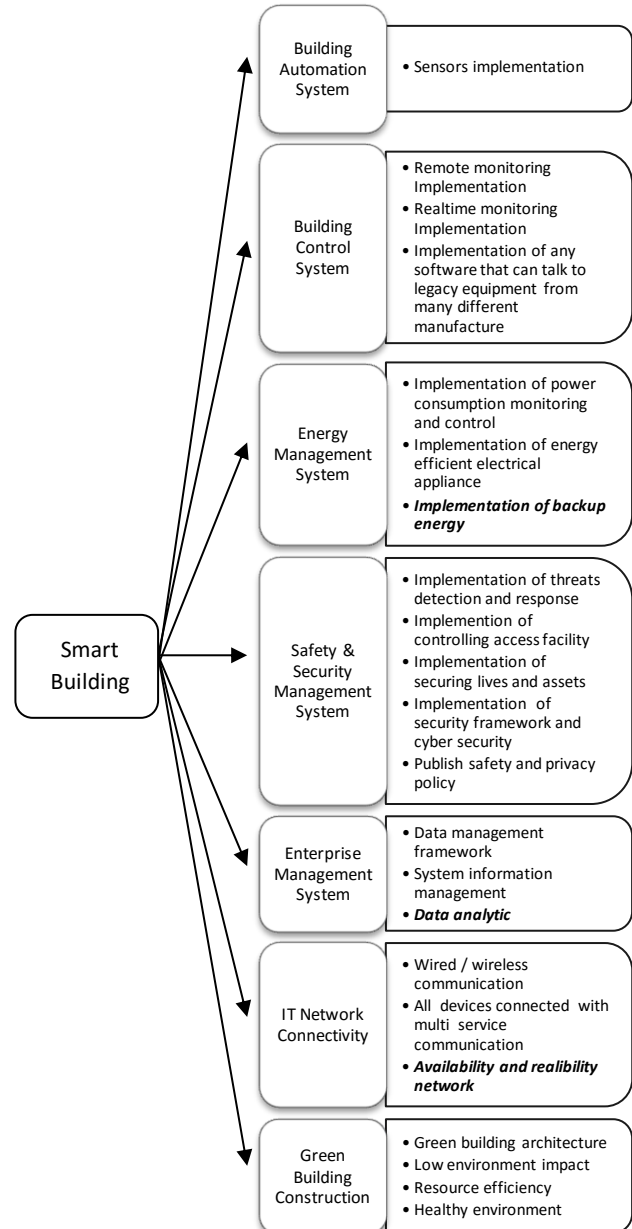 Smart
Building
Building
Automation
System
• Sensors implementation
Building
Control
System
• Remote monitoring
Implementation
• Realtime monitoring
Implementation
• Implementation of any
software that can talk to
legacy equipment from
many different
manufacture
Energy
Management
System
• Implementation of power
consumption monitoring
and control
• Implementation of energy
efficient electrical
appliance
• Implementation of backup
energy
Safety &
Security
Management
System
• Implementation of threats
detection and response
• Implemention of
controlling access facility
• Implementation of
securing lives and assets
• Implementation of
security framework and
cyber security
• Publish safety and privacy
policy
Enterprise
Management
System
• Data management
framework
• System information
management
• Data analytic
IT Network
Connectivity
• Wired / wireless
communication
• All devices connected with
multi service
communication
• Availability and realibility
network
Green
Building
Construction
• Green building architecture
• Low environment impact
• Resource efficiency
• Healthy environment